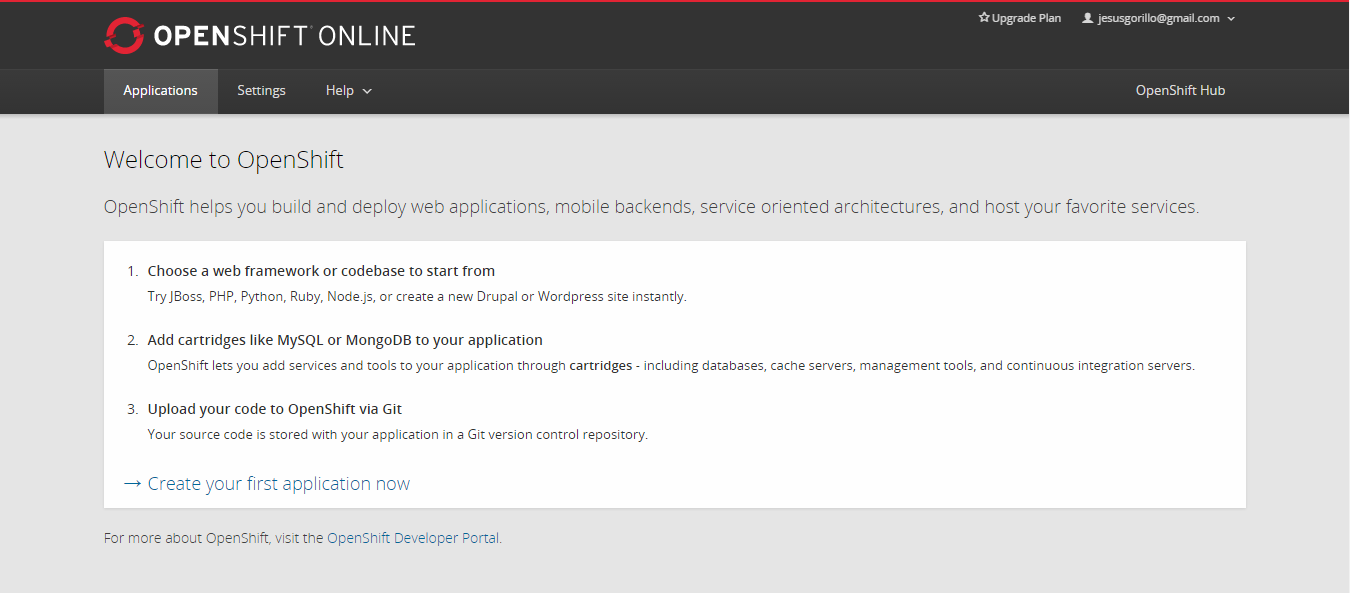 OPENSHIFT ONLINE
Upgrade Plan
jesusgorillo@gmail.com
Applications
Settings
Help
OpenShift Hub
Welcome to OpenShift
OpenShift helps you build and deploy web applications, mobile backends, service oriented architectures, and host your favorite services.
1. Choose a web framework or codebase to start from
Try JBoss, PHP, Python, Ruby, Node.js, or create a new Drupal or Wordpress site instantly.
2. Add cartridges like MySQL or MongoDB to your application
OpenShift lets you add services and tools to your application through cartridges - including databases, cache servers, management tools, and continuous integration servers.
3. Upload your code to OpenShift via Git
Your source code is stored with your application in a Git version control repository.
→ Create your first application now
For more about OpenShift, visit the OpenShift Developer Portal.